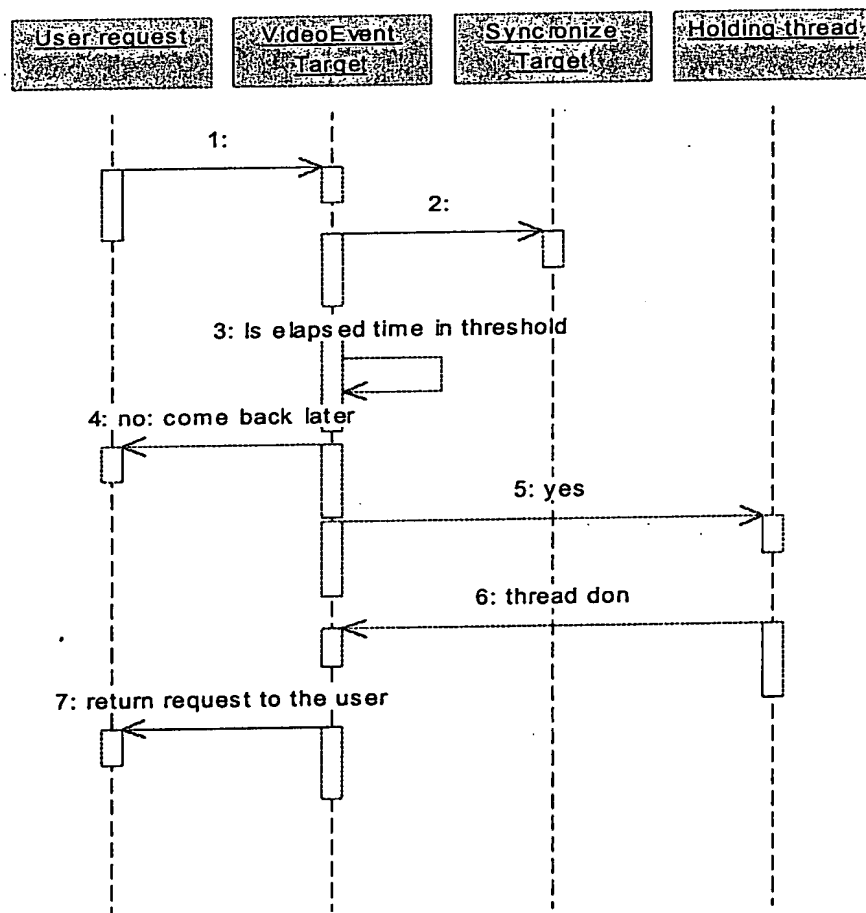 User request
VideoEvent
Target
Syncronize
Target
Holding thread
1:
2:
3: Is elapsed time in threshold
4: no: come back later
5: yes
6: thread don
7: return request to the user